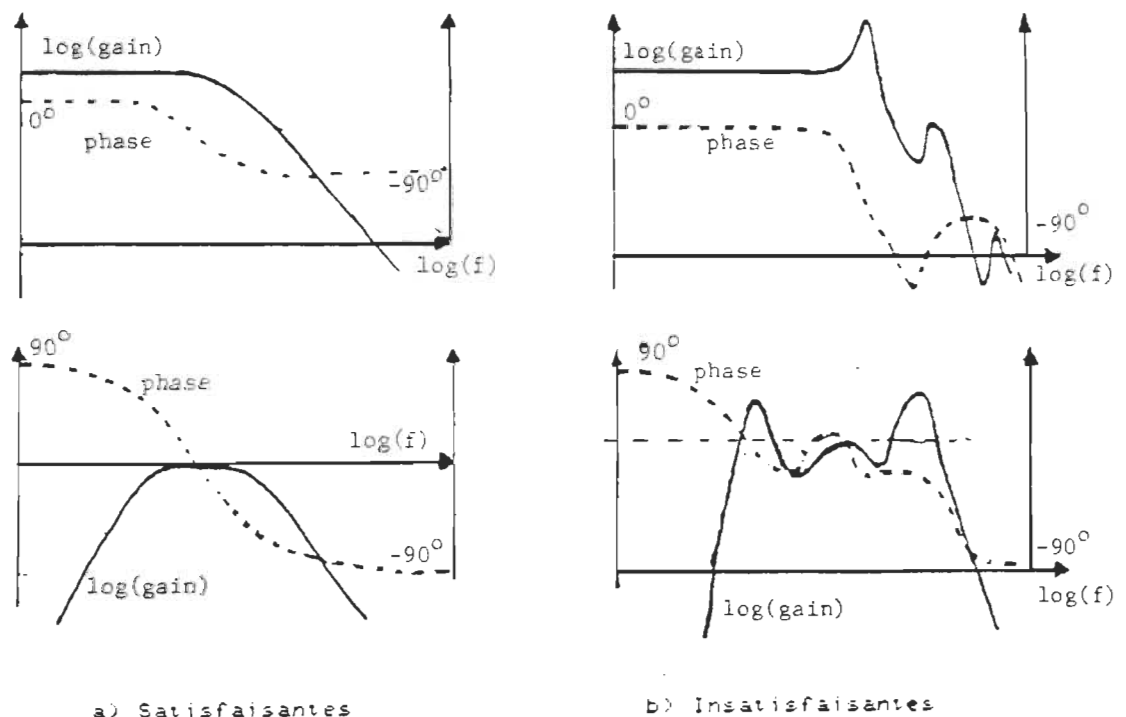 log(gain)
0°
phase
-90°
log(f)
log(gain)
0°
phase
-90°
log(f)
90°
phase
log(f)
-90°
log(gain)
90°
phase
-90°
log(gain)
log(f)
a) Satisfaisantes
b) Insatisfaisantes